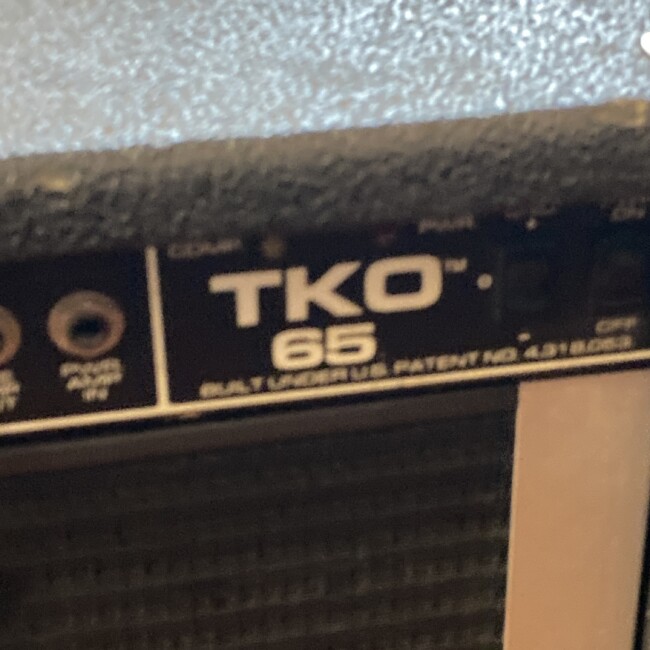 COMP
PWR
ON
TKO™
65
OFF
BUILT UNDER U.S. PATENT NO. 4,318,053
PWR
AMP
IN